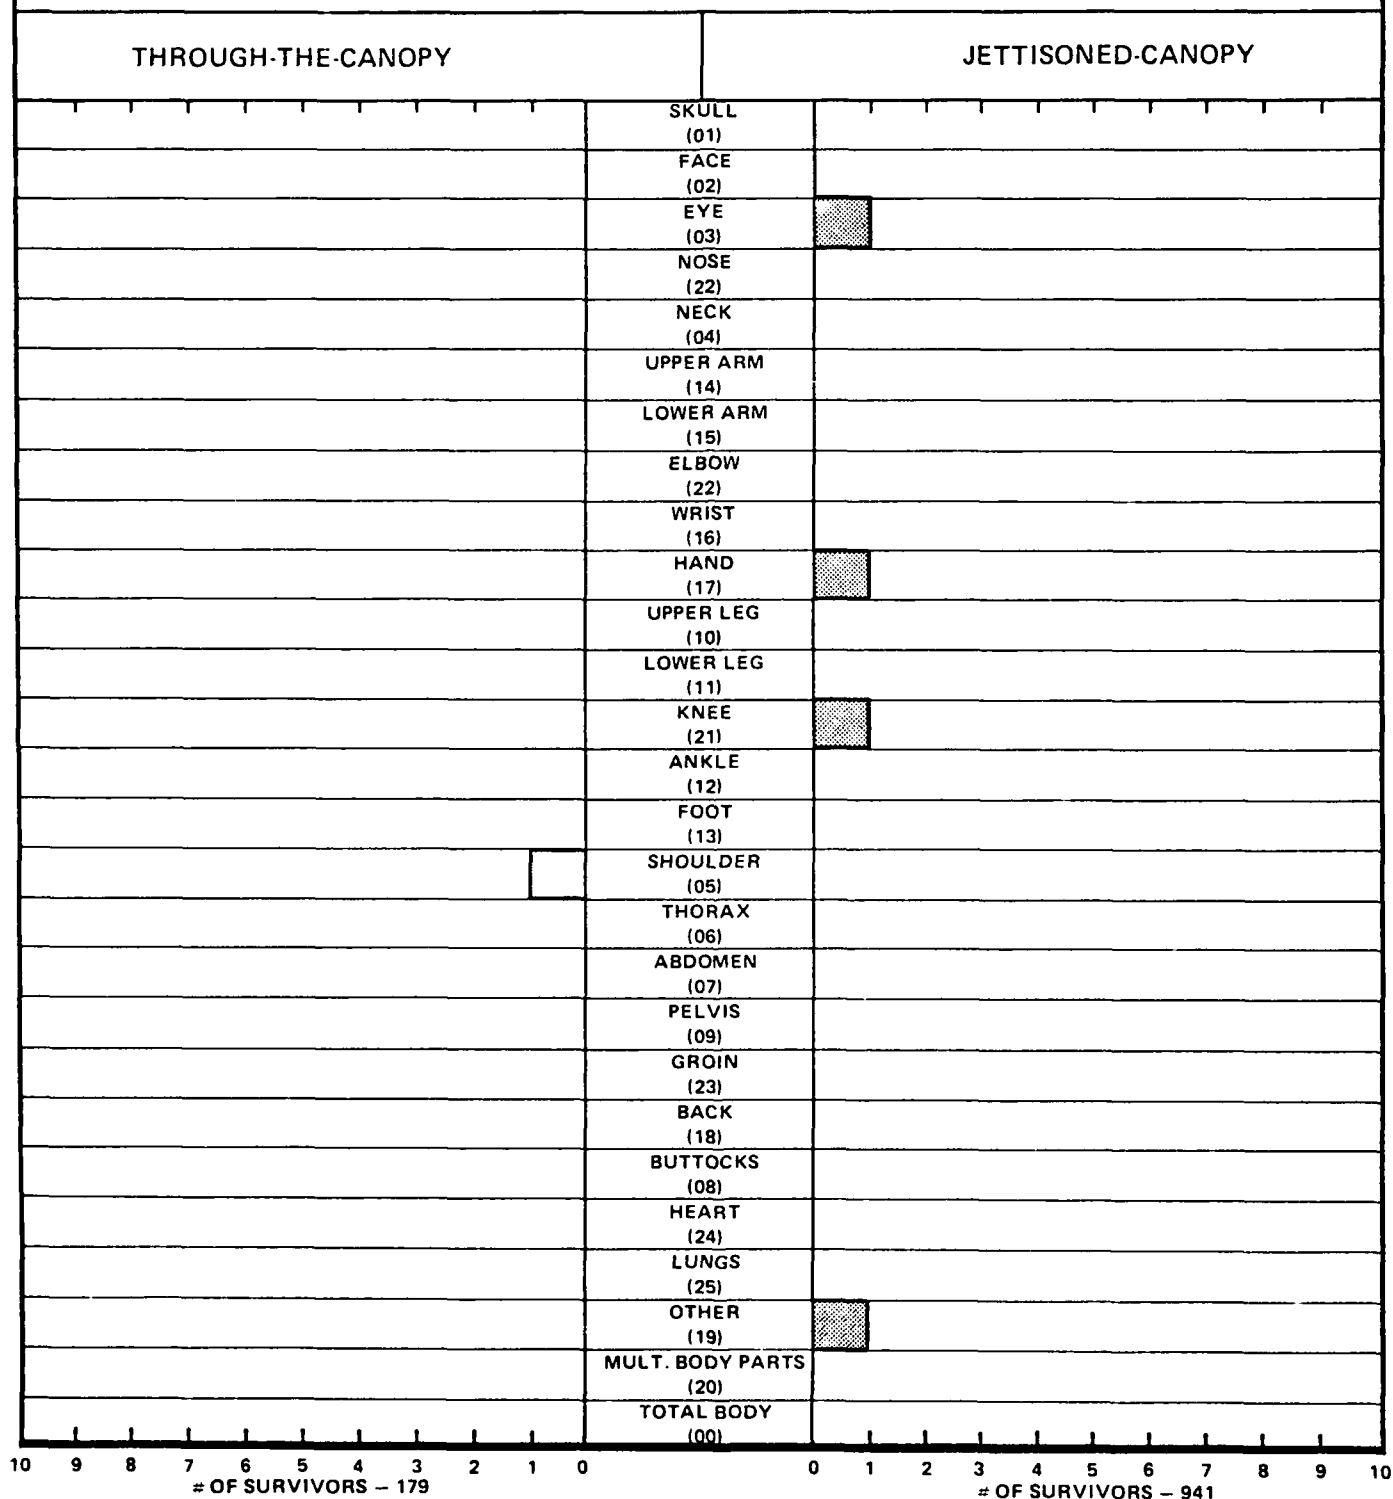 THROUGH-THE-CANOPY
JETTISONED-CANOPY
SKULL
(01)
FACE
(02)
EYE
(03)
NOSE
(22)
NECK
(04)
UPPER ARM
(14)
LOWER ARM
(15)
ELBOW
(22)
WRIST
(16)
HAND
(17)
UPPER LEG
(10)
LOWER LEG
(11)
KNEE
(21)
ANKLE
(12)
FOOT
(13)
SHOULDER
(05)
THORAX
(06)
ABDOMEN
(07)
PELVIS
(09)
GROIN
(23)
BACK
(18)
BUTTOCKS
(08)
HEART
(24)
LUNGS
(25)
OTHER
(19)
MULT. BODY PARTS
(20)
TOTAL BODY
(00)
10 9 8 7 6 5 4 3 2 1 0
0 1 2 3 4 5 6 7 8 9 10
# OF SURVIVORS – 179
# OF SURVIVORS – 941